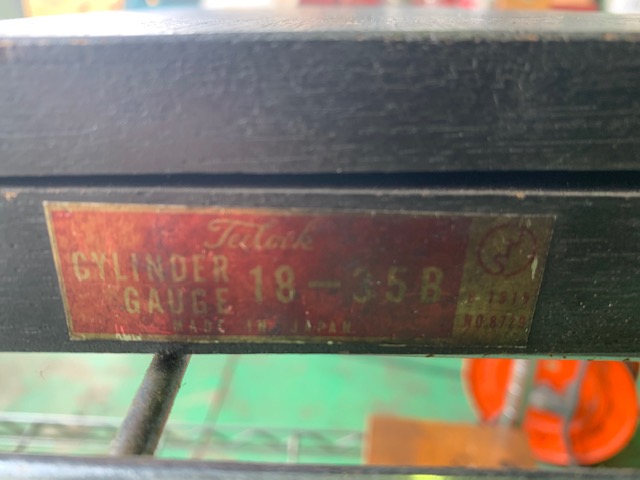 Teclock
CYLINDER
GAUGE
18-35B
MADE IN JAPAN